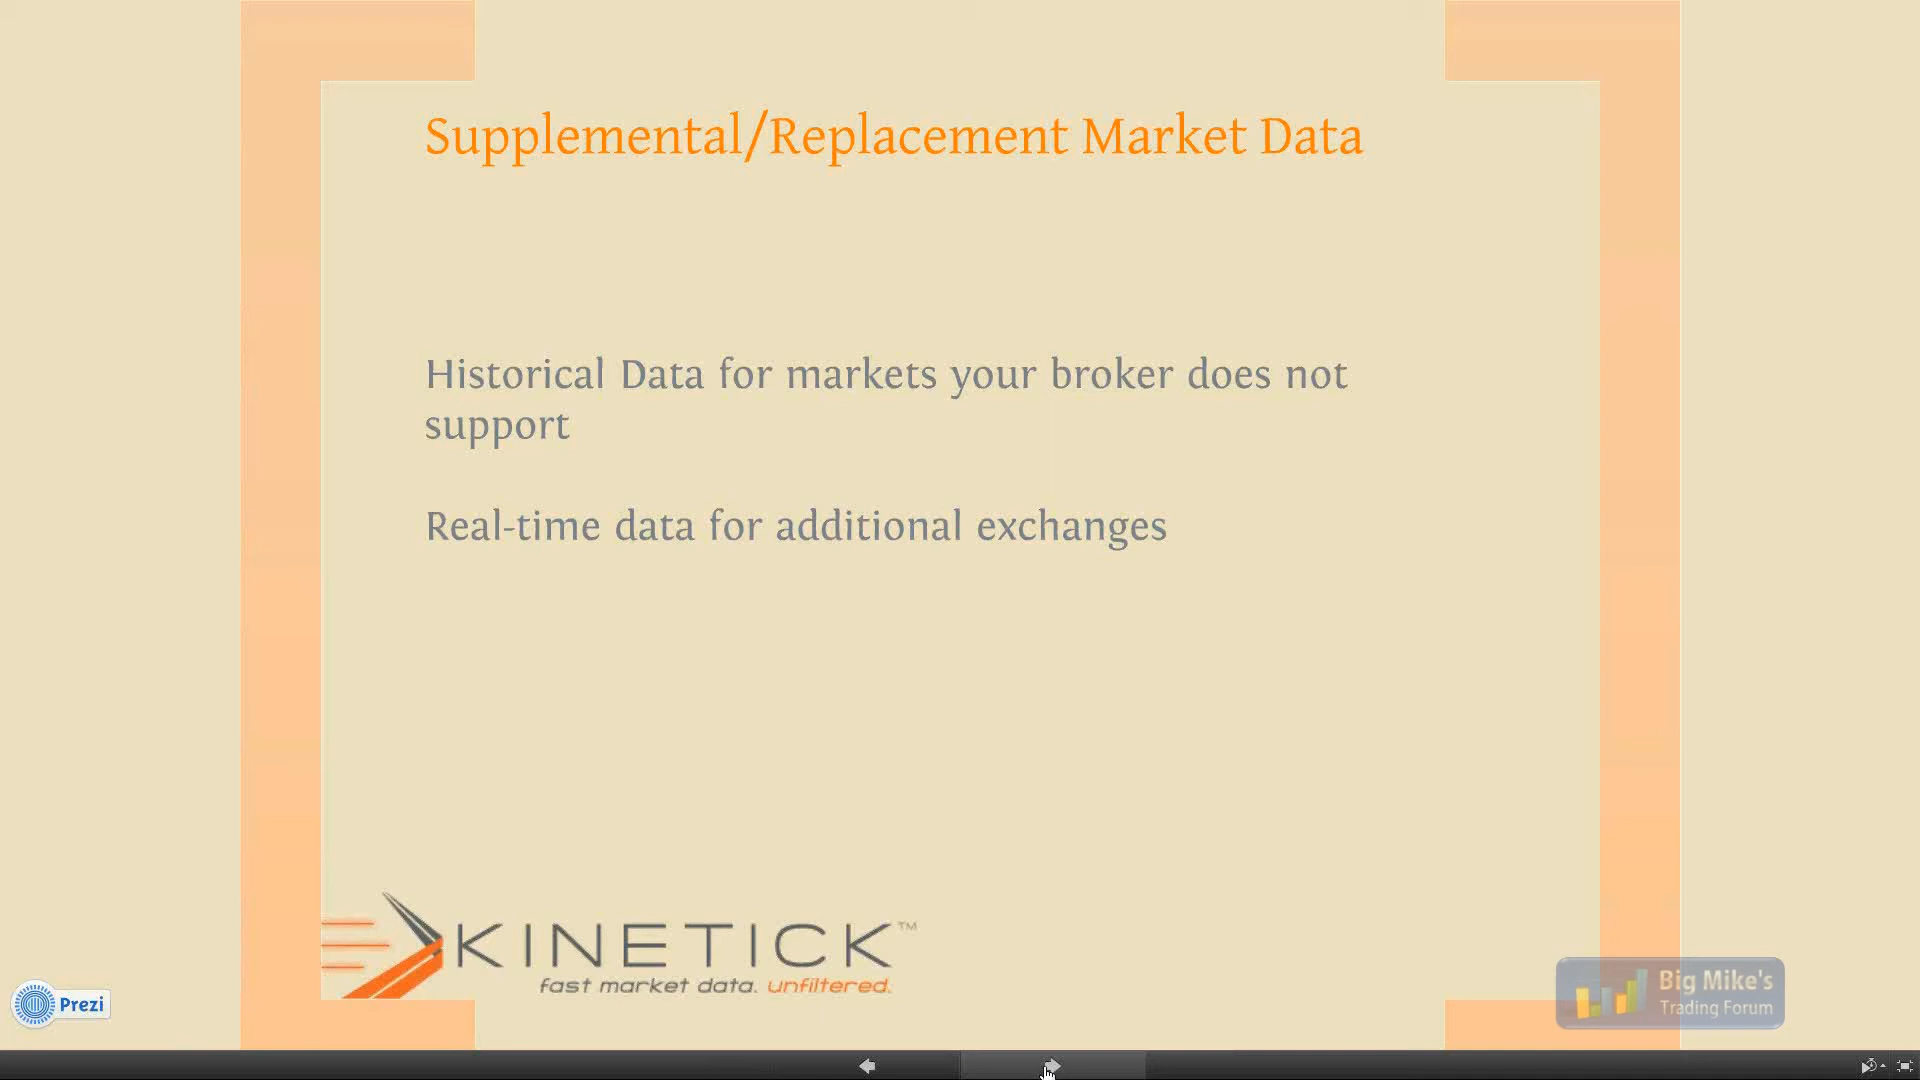 Supplemental/Replacement Market Data
Historical Data for markets your broker does not
support
Real-time data for additional exchanges
KINETICK™
fast market data. unfiltered.
Prezi
Big Mike's
Trading Forum